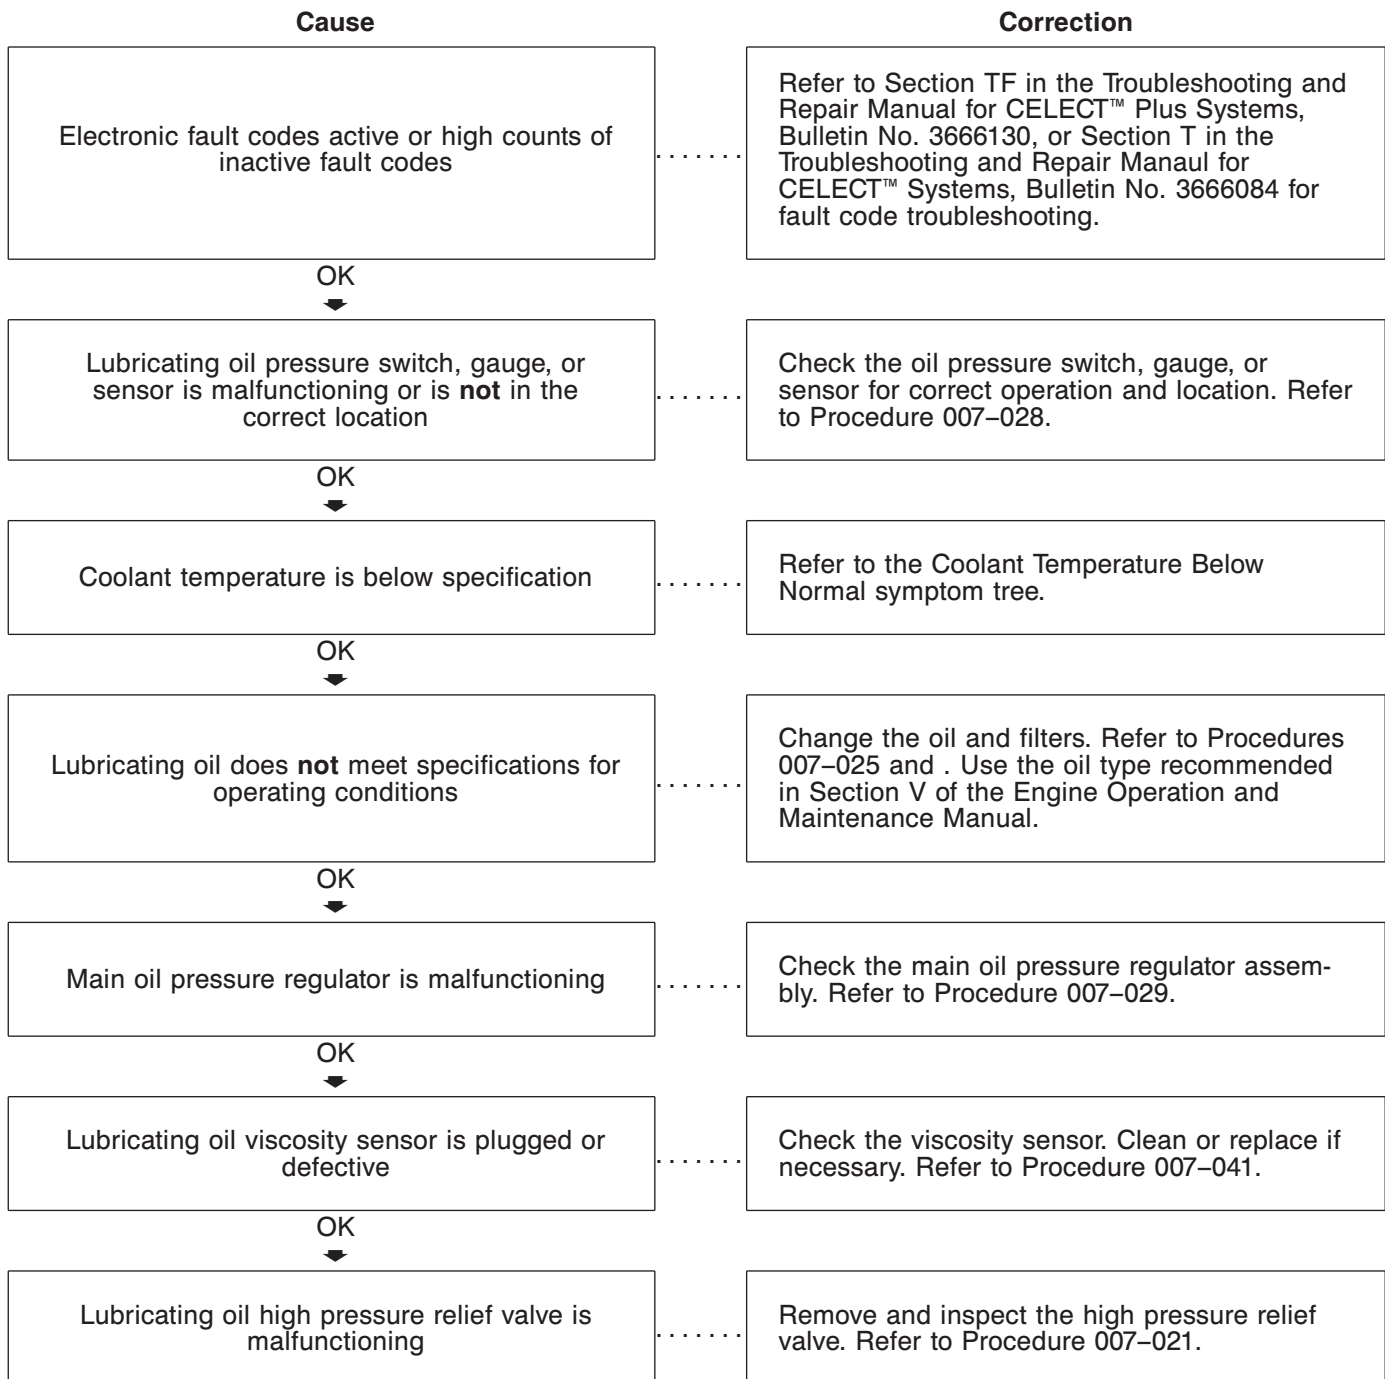 Cause
Correction
Electronic fault codes active or high counts of
inactive fault codes
.......
Refer to Section TF in the Troubleshooting and
Repair Manual for CELECT™ Plus Systems,
Bulletin No. 3666130, or Section T in the
Troubleshooting and Repair Manaul for
CELECT™ Systems, Bulletin No. 3666084 for
fault code troubleshooting.
OK
Lubricating oil pressure switch, gauge, or
sensor is malfunctioning or is not in the
correct location
.......
Check the oil pressure switch, gauge, or
sensor for correct operation and location. Refer
to Procedure 007–028.
OK
Coolant temperature is below specification
.......
Refer to the Coolant Temperature Below
Normal symptom tree.
OK
Lubricating oil does not meet specifications for
operating conditions
.......
Change the oil and filters. Refer to Procedures
007–025 and . Use the oil type recommended
in Section V of the Engine Operation and
Maintenance Manual.
OK
Main oil pressure regulator is malfunctioning
.......
Check the main oil pressure regulator assem-
bly. Refer to Procedure 007–029.
OK
Lubricating oil viscosity sensor is plugged or
defective
.......
Check the viscosity sensor. Clean or replace if
necessary. Refer to Procedure 007–041.
OK
Lubricating oil high pressure relief valve is
malfunctioning
.......
Remove and inspect the high pressure relief
valve. Refer to Procedure 007–021.